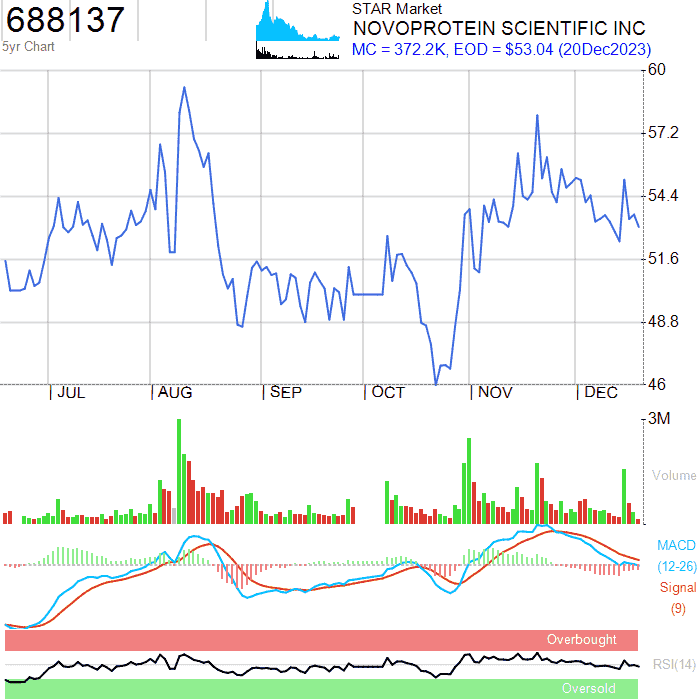 688137
5yr Chart
STAR Market
NOVOPROTEIN SCIENTIFIC INC
MC = 372.2K, EOD = $53.04 (20Dec2023)
60
57.2
54.4
51.6
48.8
46
JUL AUG SEP OCT NOV DEC
3M
Volume
MACD
(12-26)
Signal
(9)
Overbought
RSI(14)
Oversold